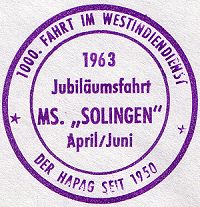 1000. FAHRT IM WESTINDIENDIENST
1963
Jubiläumsfahrt
MS. „SOLINGEN"
April/Juni
DER HAPAG SEIT 1950